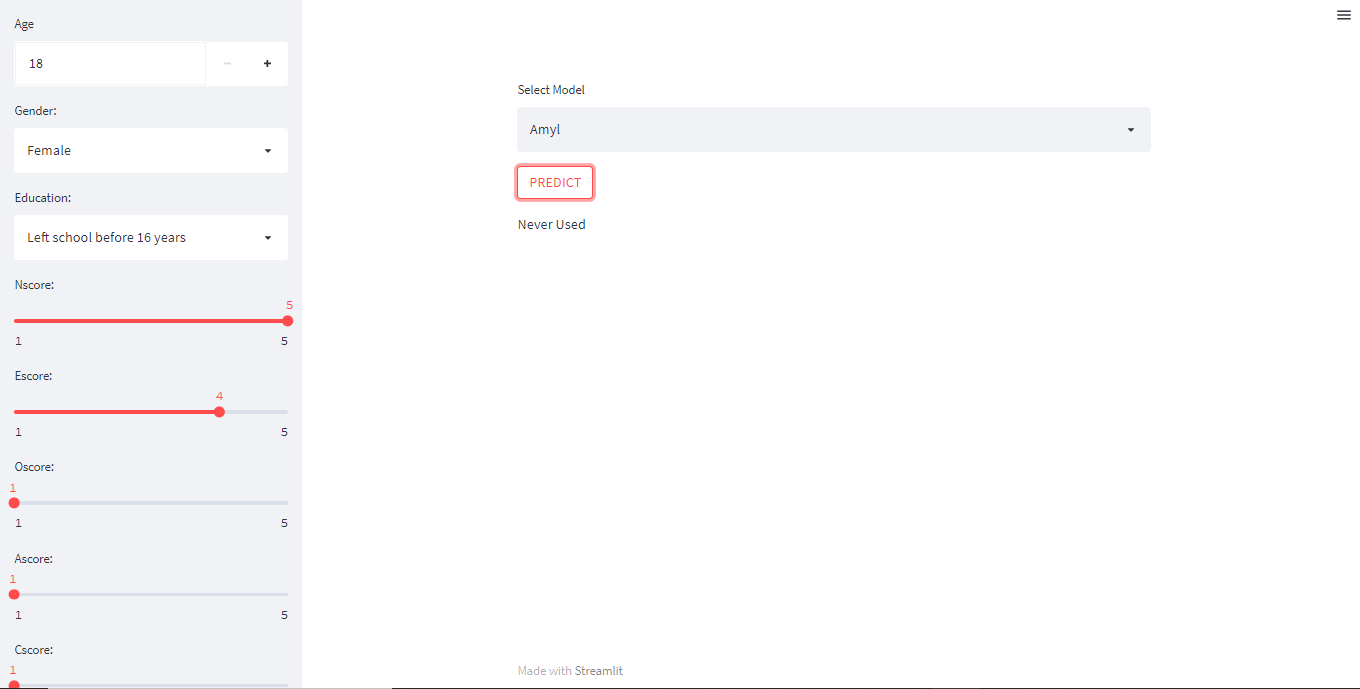 Age
18
Gender:
Female
Education:
Left school before 16 years
Nscore:
5
1 5
Escore:
4
1 5
Oscore:
1
1 5
Ascore:
1
1 5
Cscore:
1
Select Model
Amyl
PREDICT
Never Used
Made with Streamlit